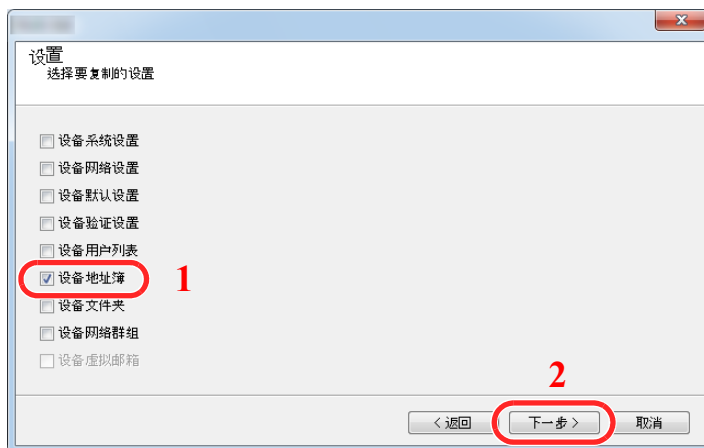 设置
选择要复制的设置
设备系统设置
设备网络设置
设备默认设置
设备验证设置
设备用户列表
设备地址簿
1
设备文件夹
设备网络群组
设备虚拟邮箱
2
<返回
下一步>
取消